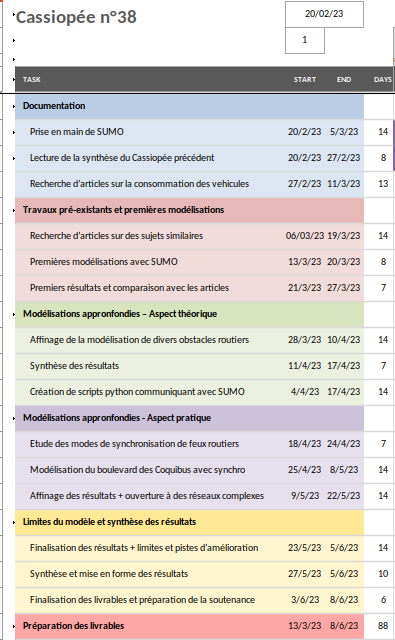 Cassiopée n°38 20/02/23
1
TASK START END DAYS
Documentation
Prise en main de SUMO 20/2/23 5/3/23 14
Lecture de la synthèse du Cassiopée précédent 20/2/23 27/2/23 8
Recherche d'articles sur la consommation des vehicules 27/2/23 11/3/23 13
Travaux pré-existants et premières modélisations
Recherche d'articles sur des sujets similaires 06/03/23 19/3/23 14
Premières modélisations avec SUMO 13/3/23 20/3/23 8
Premiers résultats et comparaison avec les articles 21/3/23 27/3/23 7
Modélisations appronfondies – Aspect théorique
Affinage de la modélisation de divers obstacles routiers 28/3/23 10/4/23 14
Synthèse des résultats 11/4/23 17/4/23 7
Création de scripts python communiquant avec SUMO 4/4/23 17/4/23 14
Modélisations appronfondies - Aspect pratique
Etude des modes de synchronisation de feux routiers 18/4/23 24/4/23 7
Modélisation du boulevard des Coquibus avec synchro 25/4/23 8/5/23 14
Affinage des résultats + ouverture à des réseaux complexes 9/5/23 22/5/23 14
Limites du modèle et synthèse des résultats
Finalisation des résultats + limites et pistes d'amélioration 23/5/23 5/6/23 14
Synthèse et mise en forme des résultats 27/5/23 5/6/23 10
Finalisation des livrables et préparation de la soutenance 3/6/23 8/6/23 6
Préparation des livrables 13/3/23 8/6/23 88